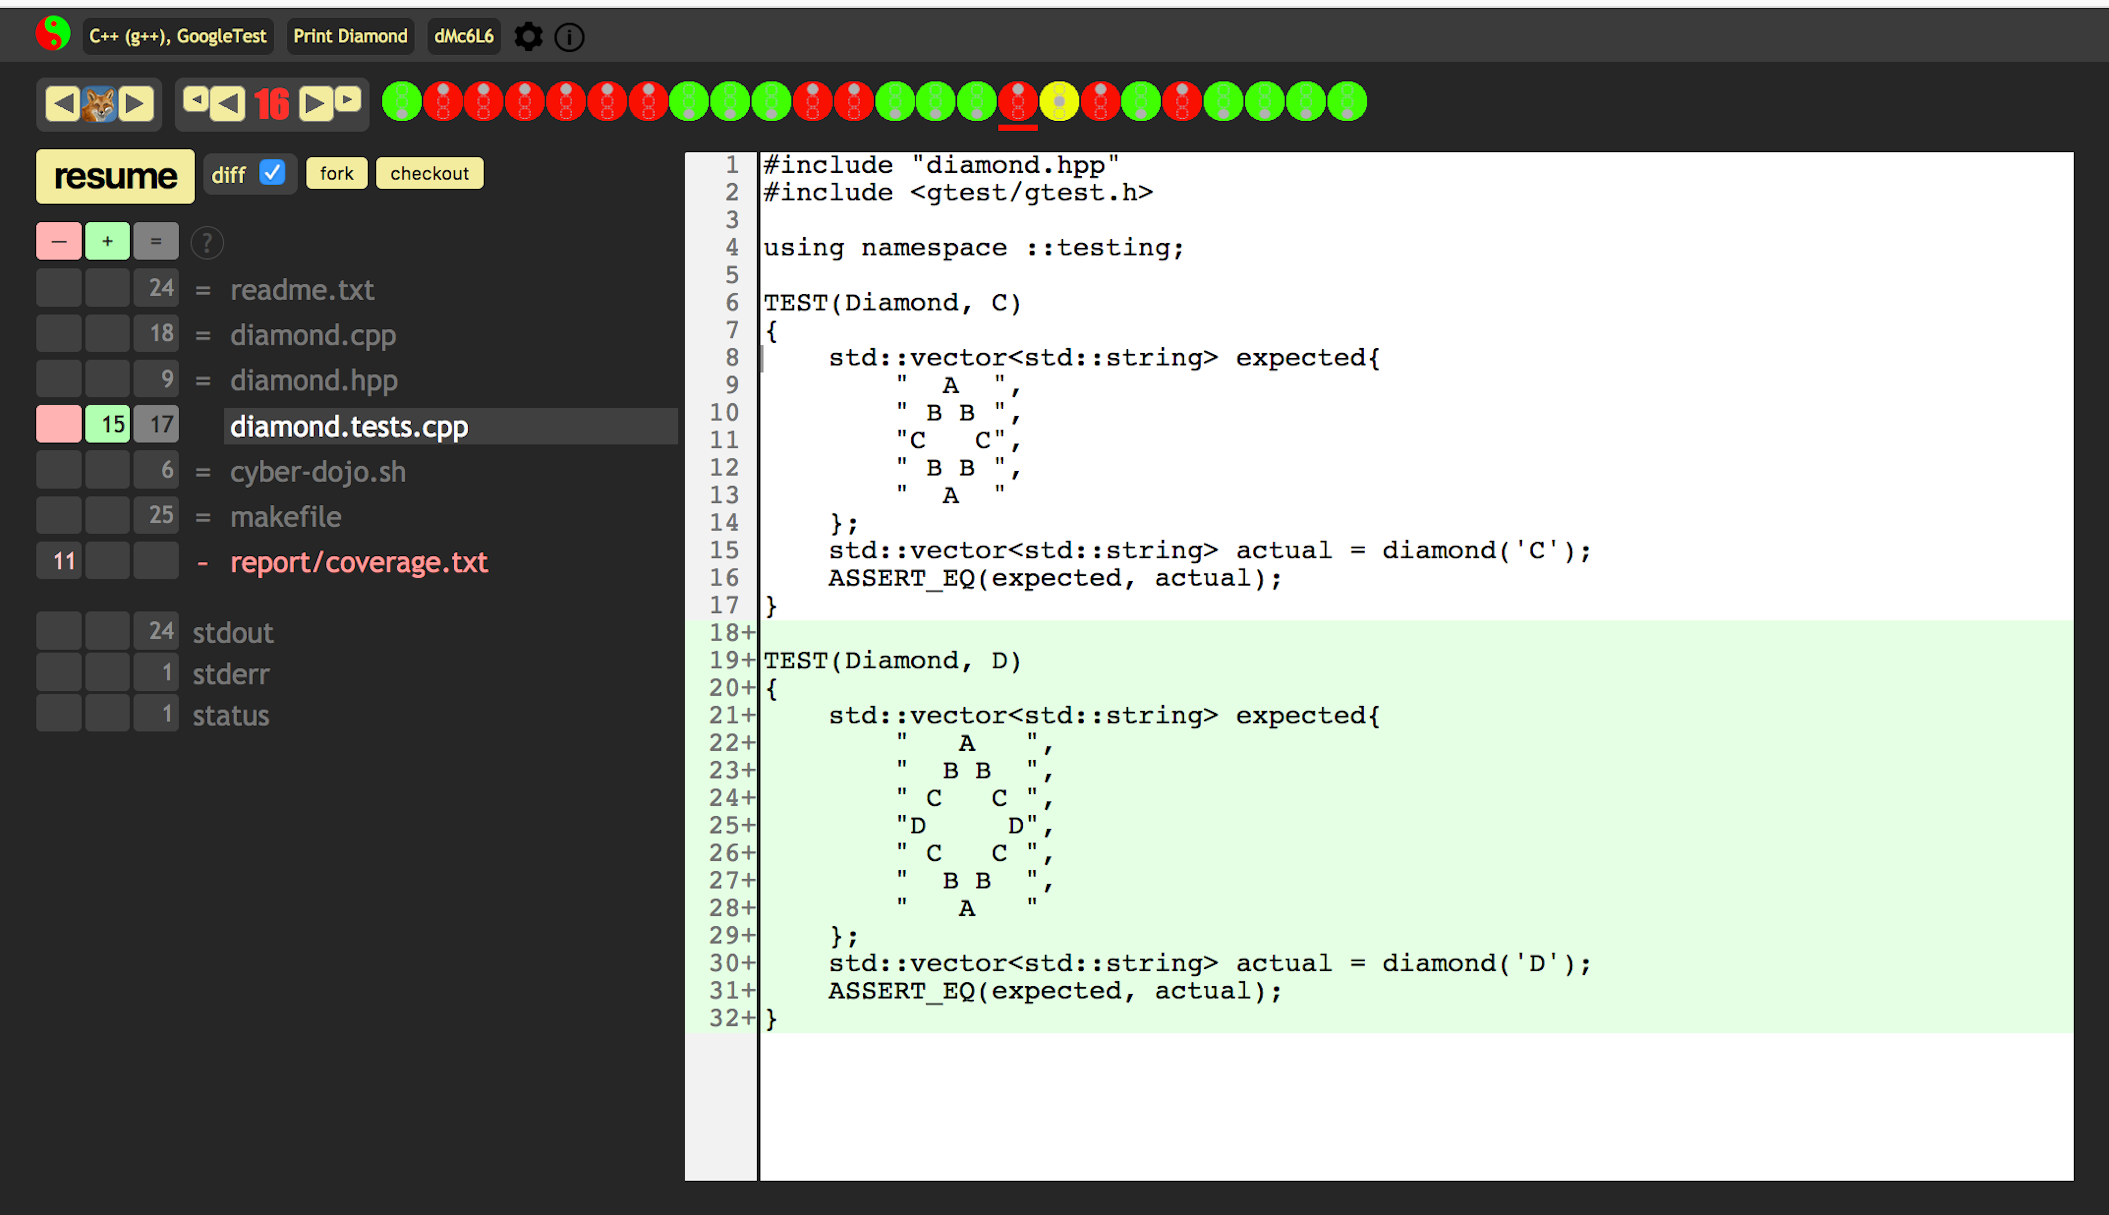 C++ (g++), GoogleTest Print Diamond dMc6L6
16
resume diff fork checkout
— + = ?
24 = readme.txt
18 = diamond.cpp
9 = diamond.hpp
15 17 diamond.tests.cpp
6 = cyber-dojo.sh
25 = makefile
11 - report/coverage.txt
24 stdout
1 stderr
1 status
1 #include "diamond.hpp"
2 #include <gtest/gtest.h>
3
4 using namespace ::testing;
5
6 TEST(Diamond, C)
7 {
8     std::vector<std::string> expected{
9         "  A  ",
10         " B B ",
11         "C   C",
12         " B B ",
13         "  A  "
14     };
15     std::vector<std::string> actual = diamond('C');
16     ASSERT_EQ(expected, actual);
17 }
18+
19+ TEST(Diamond, D)
20+ {
21+     std::vector<std::string> expected{
22+         "   A   ",
23+         "  B B  ",
24+         " C   C ",
25+         "D     D",
26+         " C   C ",
27+         "  B B  ",
28+         "   A   "
29+     };
30+     std::vector<std::string> actual = diamond('D');
31+     ASSERT_EQ(expected, actual);
32+ }